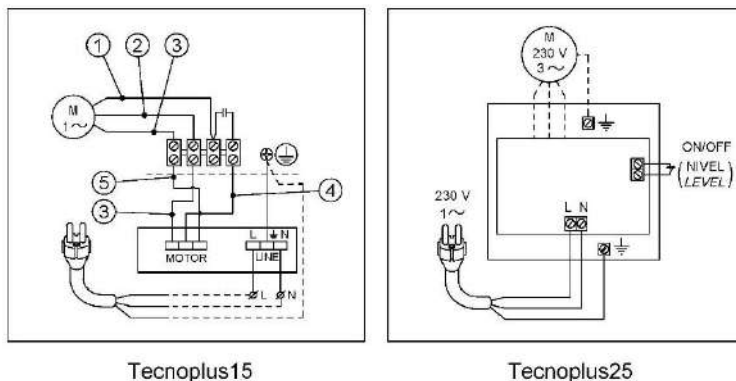 1 2 3
M
1~
5
3
4
L N
MOTOR LINE
L N
Tecnoplus15
M
230 V
3~
ON/OFF
(NIVEL
LEVEL)
230 V
1~
L N
Tecnoplus25